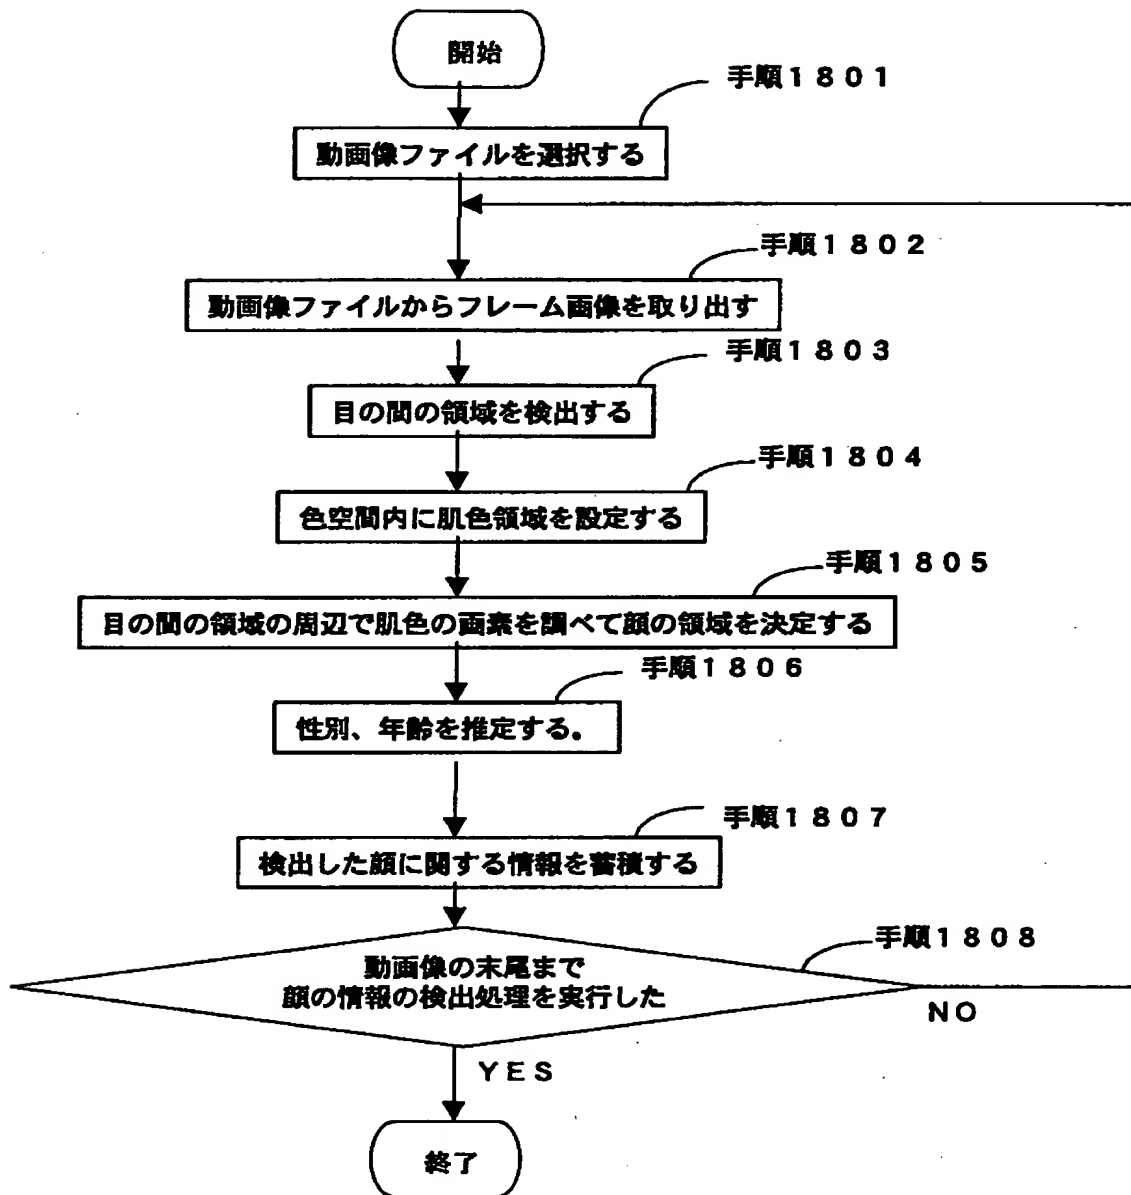 開始
手順1801
動画像ファイルを選択する
手順1802
動画像ファイルからフレーム画像を取り出す
手順1803
目の間の領域を検出する
手順1804
色空間内に肌色領域を設定する
手順1805
目の間の領域の周辺で肌色の画素を調べて顔の領域を決定する
手順1806
性別、年齢を推定する。
手順1807
検出した顔に関する情報を蓄積する
手順1808
動画像の末尾まで
顔の情報の検出処理を実行した
NO
YES
終了